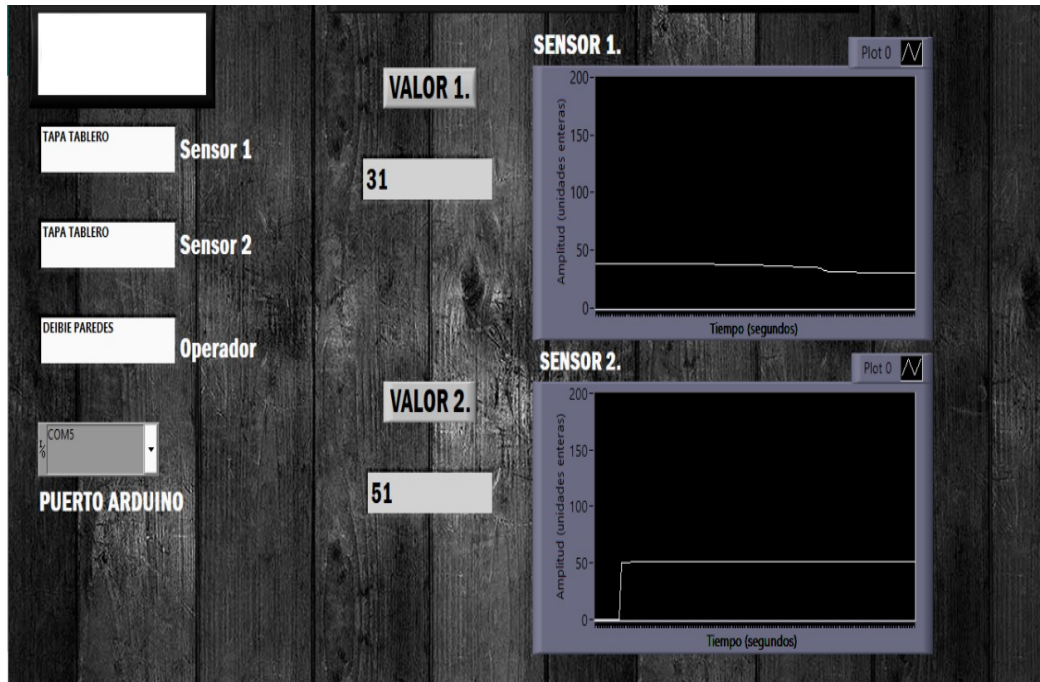 TAPA TABLERO
Sensor 1
TAPA TABLERO
Sensor 2
DEIBIE PAREDES
Operador
I/O
COM5
PUERTO ARDUINO
VALOR 1.
31
VALOR 2.
51
SENSOR 1.
Plot 0
200
150
100
50
0
Amplitud (unidades enteras)
Tiempo (segundos)
SENSOR 2.
Plot 0
200
150
100
50
0
Amplitud (unidades enteras)
Tiempo (segundos)